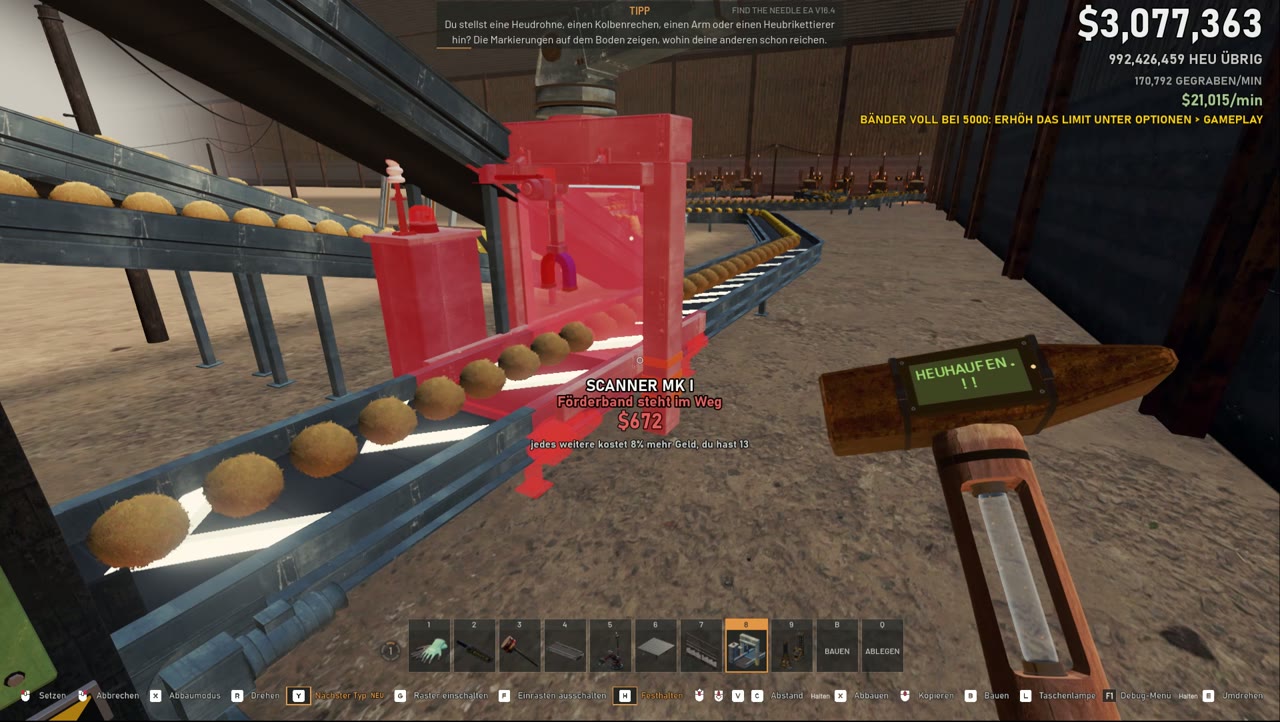 TIPP
FIND THE NEEDLE EA V16.4
Du stellst eine Heudrohne, einen Kolbenrechen, einen Arm oder einen Heubrikettierer
hin? Die Markierungen auf dem Boden zeigen, wohin deine anderen schon reichen.
$3,077,363
992,426,459 HEU ÜBRIG
170,792 GEGRABEN/MIN
$21,015/min
BÄNDER VOLL BEI 5000: ERHÖH DAS LIMIT UNTER OPTIONEN > GAMEPLAY
HEUHAUFEN.
!!
SCANNER MK I
Förderband steht im Weg
$672
jedes weitere kostet 8% mehr Geld, du hast 13
1 2 3 4 5 6 7 8 9 B 0
BAUEN ABLEGEN
Setzen Abbrechen X Abbaumodus R Drehen Y Nächster Typ NEU G Raster einschalten F Einrasten ausschalten H Festhalten V C Abstand Halten X Abbauen Kopieren B Bauen L Taschenlampe F1 Debug-Menü Halten E Umdrehen